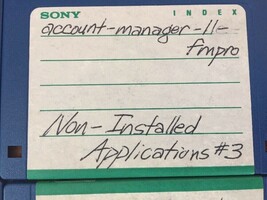 SONY INDEX
account-manager-11-
fmpro
Non-Installed
Applications #3